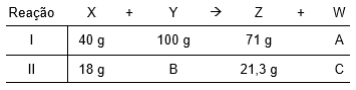 Reação X + Y → Z + W
I 40 g 100 g 71 g A
II 18 g B 21,3 g C